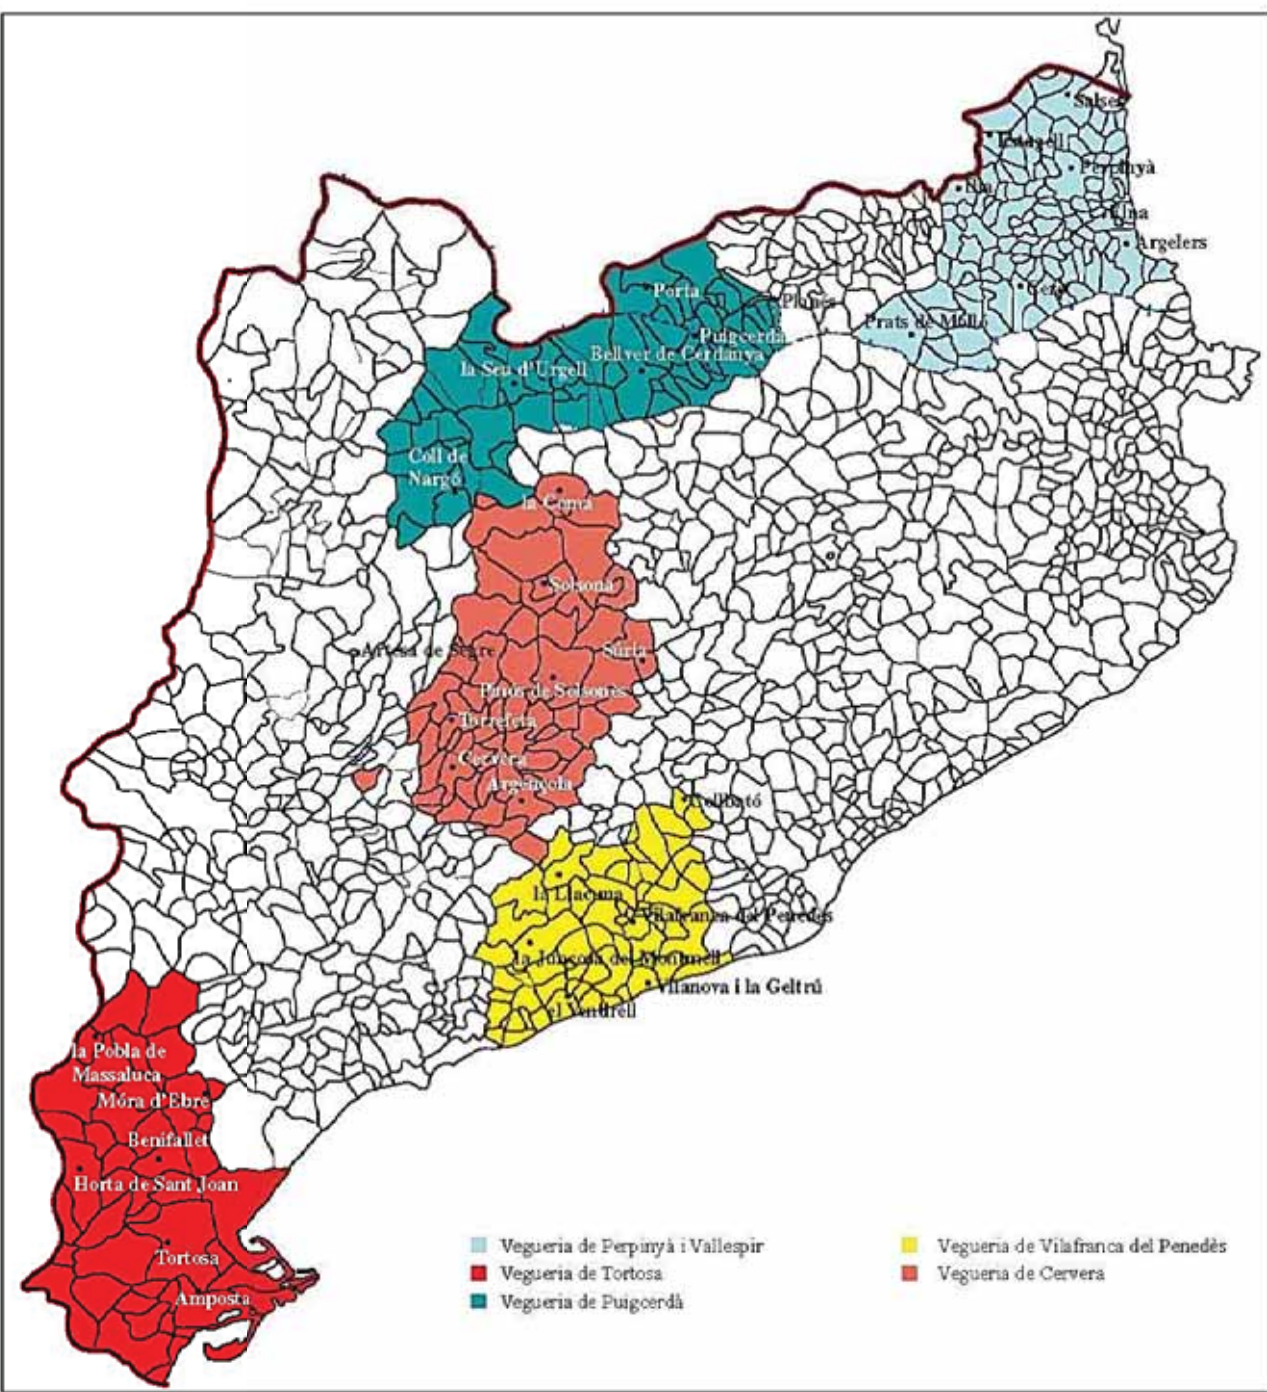 Salses
Estagell
Perpinyà
Illa
Elna
Argelers
Ceret
Porta
Planès
Prats de Molló
Puigcerdà
Bellver de Cerdanya
la Seu d'Urgell
Coll de
Nargó
la Coma
Solsona
Artesa de Segre
Súria
Pinós de Solsonès
Torrefeta
Cervera
Argençola
Collbató
la Llacuna
Vilafranca del Penedès
la Juncosa del Montmell
Vilanova i la Geltrú
el Vendrell
la Pobla de
Massaluca
Móra d'Ebre
Benifallet
Horta de Sant Joan
Tortosa
Amposta
Vegueria de Perpinyà i Vallespir
Vegueria de Tortosa
Vegueria de Puigcerdà
Vegueria de Vilafranca del Penedès
Vegueria de Cervera